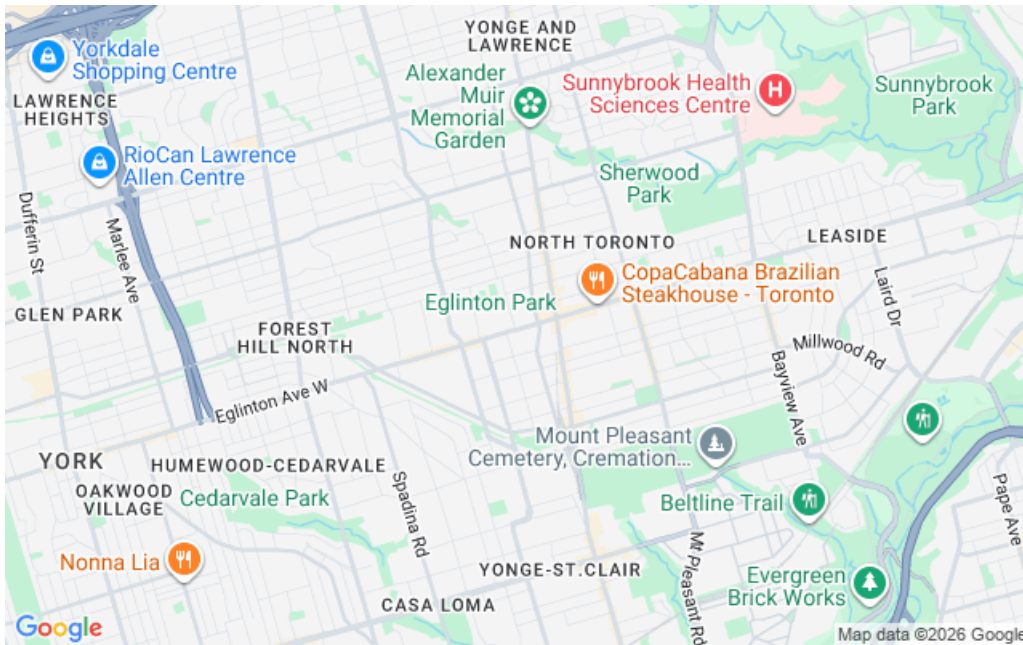 YONGE AND
LAWRENCE
Yorkdale
Shopping Centre
Alexander
Muir
Memorial
Garden
Sunnybrook Health
Sciences Centre
Sunnybrook
Park
LAWRENCE
HEIGHTS
RioCan Lawrence
Allen Centre
Sherwood
Park
Dufferin St
Marlee Ave
NORTH TORONTO
LEASIDE
CopaCabana Brazilian
Steakhouse - Toronto
Laird Dr
Eglinton Park
GLEN PARK
FOREST
HILL NORTH
Millwood Rd
Bayview Ave
Eglinton Ave W
Mount Pleasant
Cemetery, Cremation...
YORK
HUMEWOOD-CEDARVALE
OAKWOOD
VILLAGE
Cedarvale Park
Spadina Rd
Beltline Trail
Pape Ave
Nonna Lia
YONGE-ST.CLAIR
Mt Pleasant Rd
Evergreen
Brick Works
CASA LOMA
Google
Map data ©2026 Google
H